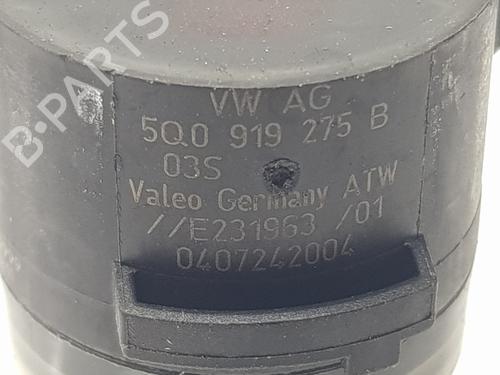 B-PARTS
VW AG
5Q0 919 275 B
03S
Valeo Germany ATW
//E231963 /01
0407242004